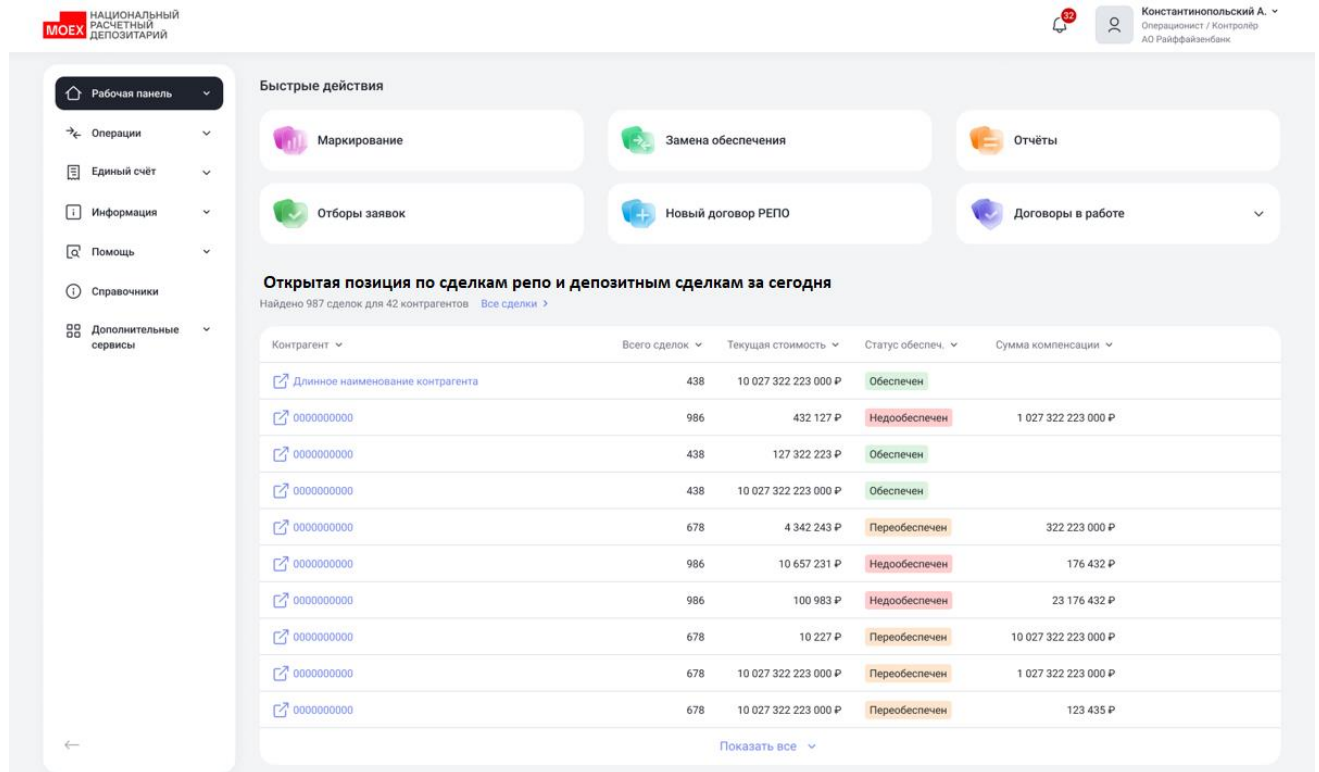 MOEX
НАЦИОНАЛЬНЫЙ
РАСЧЕТНЫЙ
ДЕПОЗИТАРИЙ
32
Константинопольский А.
Операционист / Контролёр
АО Райффайзенбанк
Рабочая панель
Операции
Единый счёт
Информация
Помощь
Справочники
Дополнительные
сервисы
Быстрые действия
Маркирование
Замена обеспечения
Отчёты
Отборы заявок
Новый договор РЕПО
Договоры в работе
Открытая позиция по сделкам репо и депозитным сделкам за сегодня
Найдено 987 сделок для 42 контрагентов Все сделки >
Контрагент Всего сделок Текущая стоимость Статус обеспеч. Сумма компенсации
Длинное наименование контрагента 438 10 027 322 223 000 ₽ Обеспечен
0000000000 986 432 127 ₽ Недообеспечен 1 027 322 223 000 ₽
0000000000 438 127 322 223 ₽ Обеспечен
0000000000 438 10 027 322 223 000 ₽ Обеспечен
0000000000 678 4 342 243 ₽ Переобеспечен 322 223 000 ₽
0000000000 986 10 657 231 ₽ Недообеспечен 176 432 ₽
0000000000 986 100 983 ₽ Недообеспечен 23 176 432 ₽
0000000000 678 10 227 ₽ Переобеспечен 10 027 322 223 000 ₽
0000000000 678 10 027 322 223 000 ₽ Переобеспечен 1 027 322 223 000 ₽
0000000000 678 10 027 322 223 000 ₽ Переобеспечен 123 435 ₽
Показать все